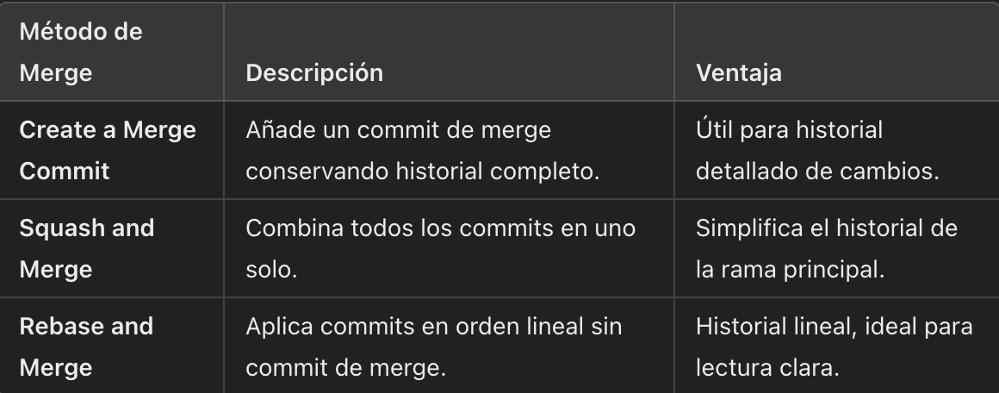 Método de
Merge
Descripción
Ventaja
Create a Merge
Commit
Añade un commit de merge
conservando historial completo.
Útil para historial
detallado de cambios.
Squash and
Merge
Combina todos los commits en uno
solo.
Simplifica el historial de
la rama principal.
Rebase and
Merge
Aplica commits en orden lineal sin
commit de merge.
Historial lineal, ideal para
lectura clara.